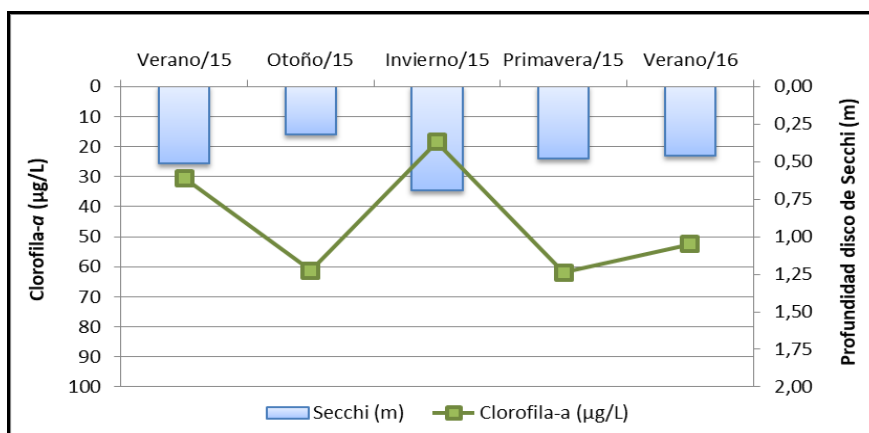 Verano/15 Otoño/15 Invierno/15 Primavera/15 Verano/16
0 0,00
10 0,25
20
30 0,50
40 0,75
50 1,00
60 1,25
70
80 1,50
90 1,75
100 2,00
Clorofila-a (µg/L)
Profundidad disco de Secchi (m)
Secchi (m) Clorofila-a (µg/L)